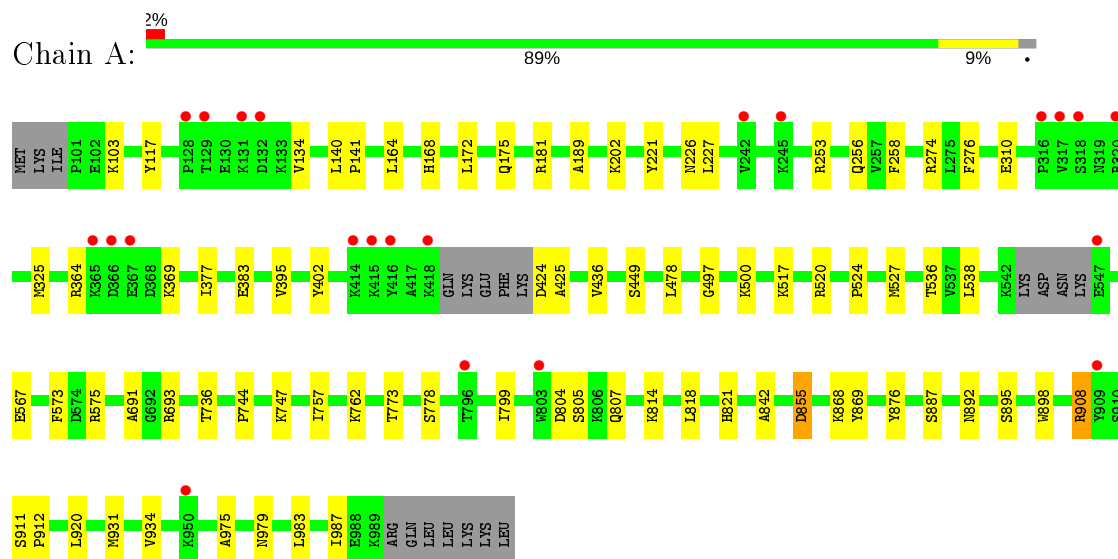 2%
Chain A:
89% 9% •
MET LYS ILE P101 E102 K103 Y117 P128 T129 E130 K131 D132 K133 V134 L140 P141 L164 H168 L172 Q175 R181 A189 K202 Y221 N226 L227 V242 K245 R253 Q256 V257 F258 R274 L275 F276 E310 P316 V317 S318 N319 R320
M325 R364 K365 D366 E367 D368 K369 I377 E383 V395 Y402 K414 K415 Y416 A417 K418 GLN LYS GLU PHE LYS D424 A425 V436 S449 L478 G497 K500 K517 R520 P524 M527 T536 V537 L538 K542 LYS ASP ASN LYS E547
E567 F573 D574 R575 A691 G692 R693 T736 F744 K747 I757 K762 T773 S778 T796 I799 W803 D804 S805 K806 Q807 K814 L818 H821 A842 D855 K868 Y869 Y876 S887 N892 S895 W898 R908 Y909 S910
S911 P912 L920 M931 V934 K950 A975 N979 L983 I987 E988 K989 ARG GLN LEU LEU LYS LYS LEU